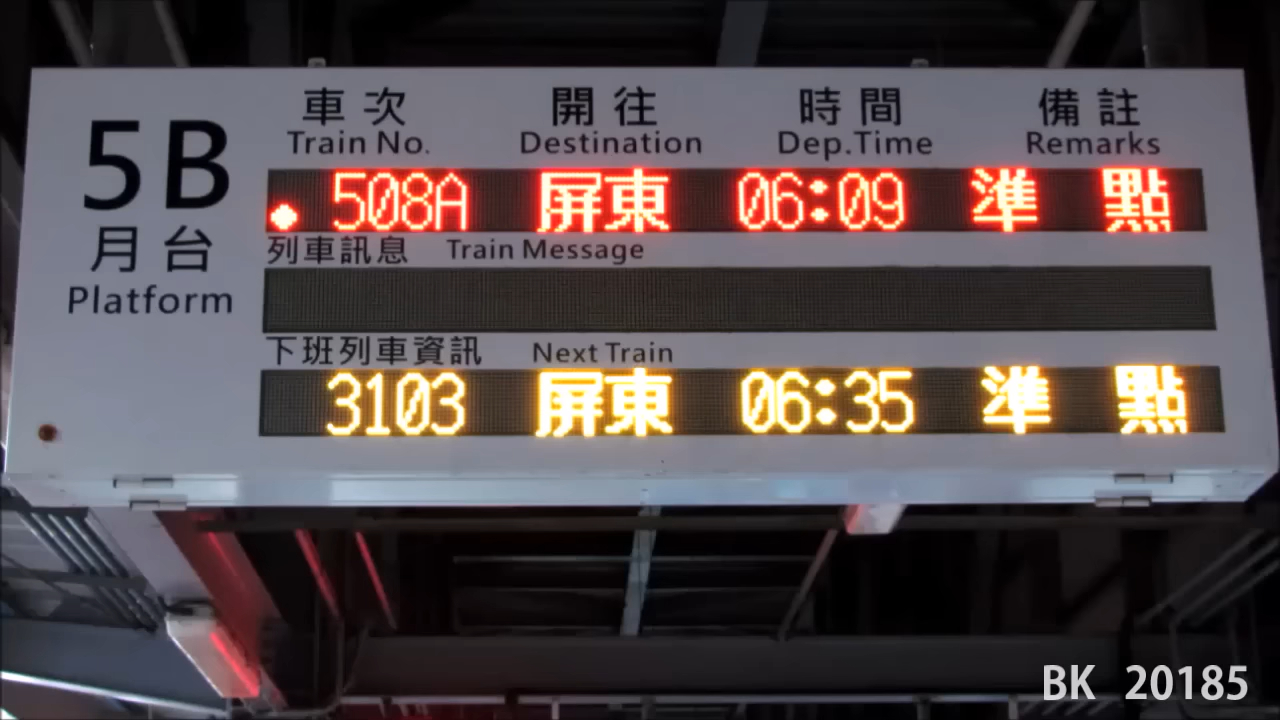 5B
月台
Platform
車次 開往 時間 備註
Train No. Destination Dep.Time Remarks
508A 屏東 06:09 準點
列車訊息 Train Message
下班列車資訊 Next Train
3103 屏東 06:35 準點
BK 20185